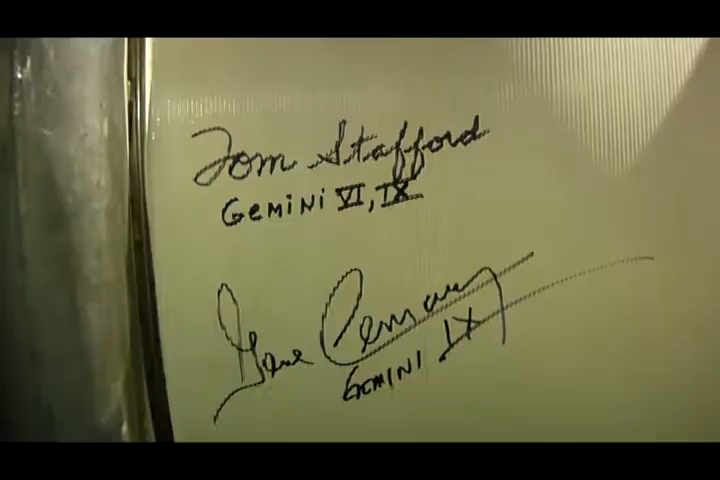 Tom Stafford
GEMINI VI, IX
Gene Cernan
GEMINI IX